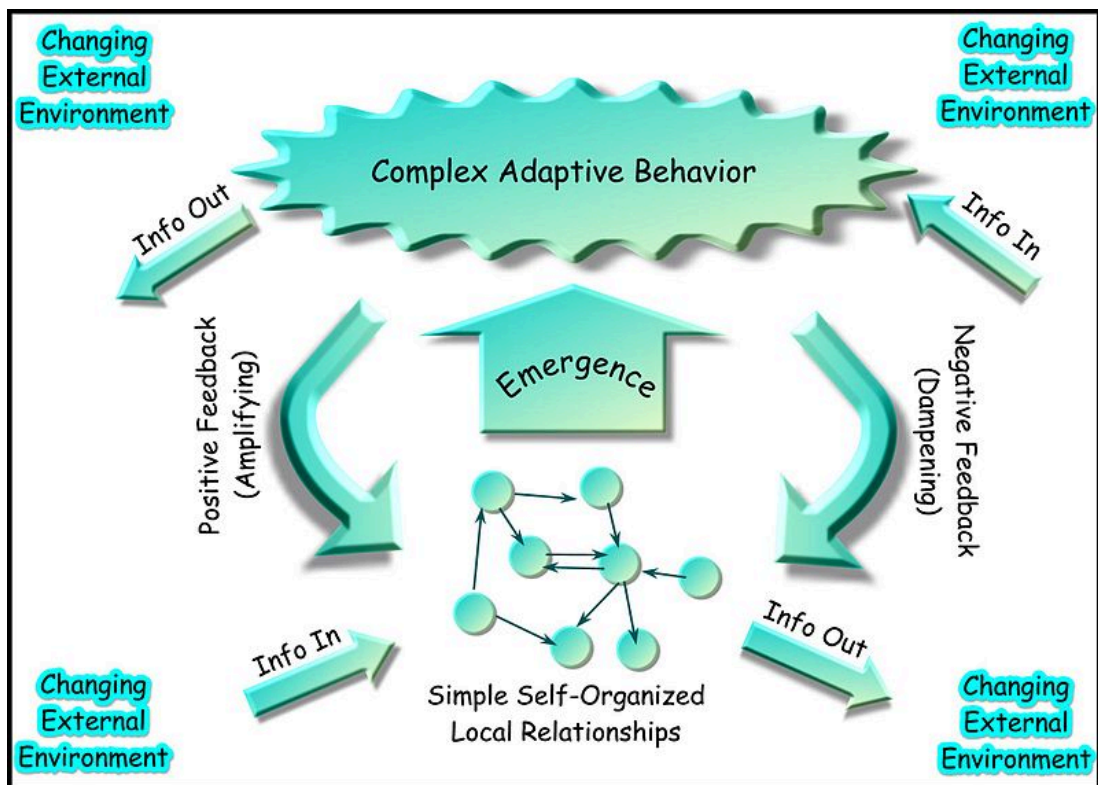 Changing
External
Environment
Changing
External
Environment
Complex Adaptive Behavior
Info Out
Info In
Positive Feedback
(Amplifying)
Emergence
Negative Feedback
(Dampening)
Info In
Info Out
Simple Self-Organized
Local Relationships
Changing
External
Environment
Changing
External
Environment